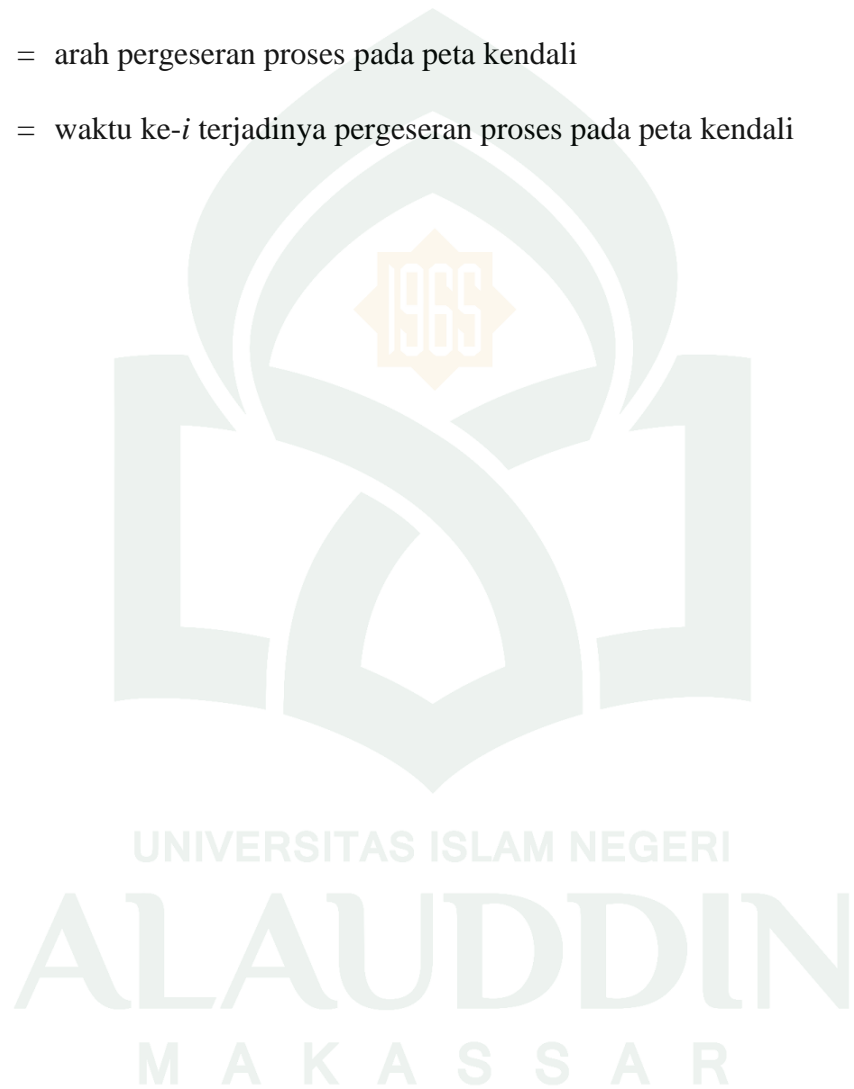 = arah pergeseran proses pada peta kendali
= waktu ke-i terjadinya pergeseran proses pada peta kendali
1965
UNIVERSITAS ISLAM NEGERI
ALAUDDIN
MAKASSAR